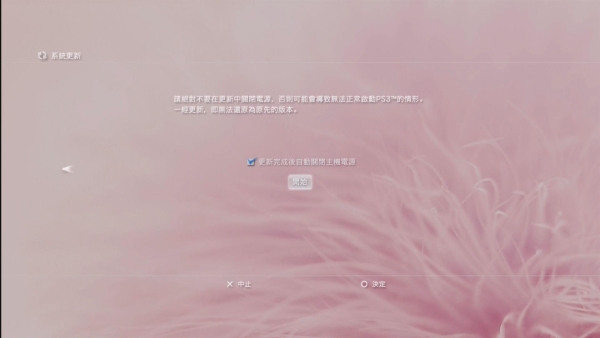 系統更新
請絕對不要在更新中關閉電源，否則可能會導致無法正常啟動PS3™的情形。
一經更新，即無法還原為原先的版本。
更新完成後自動關閉主機電源
開始
中止
決定